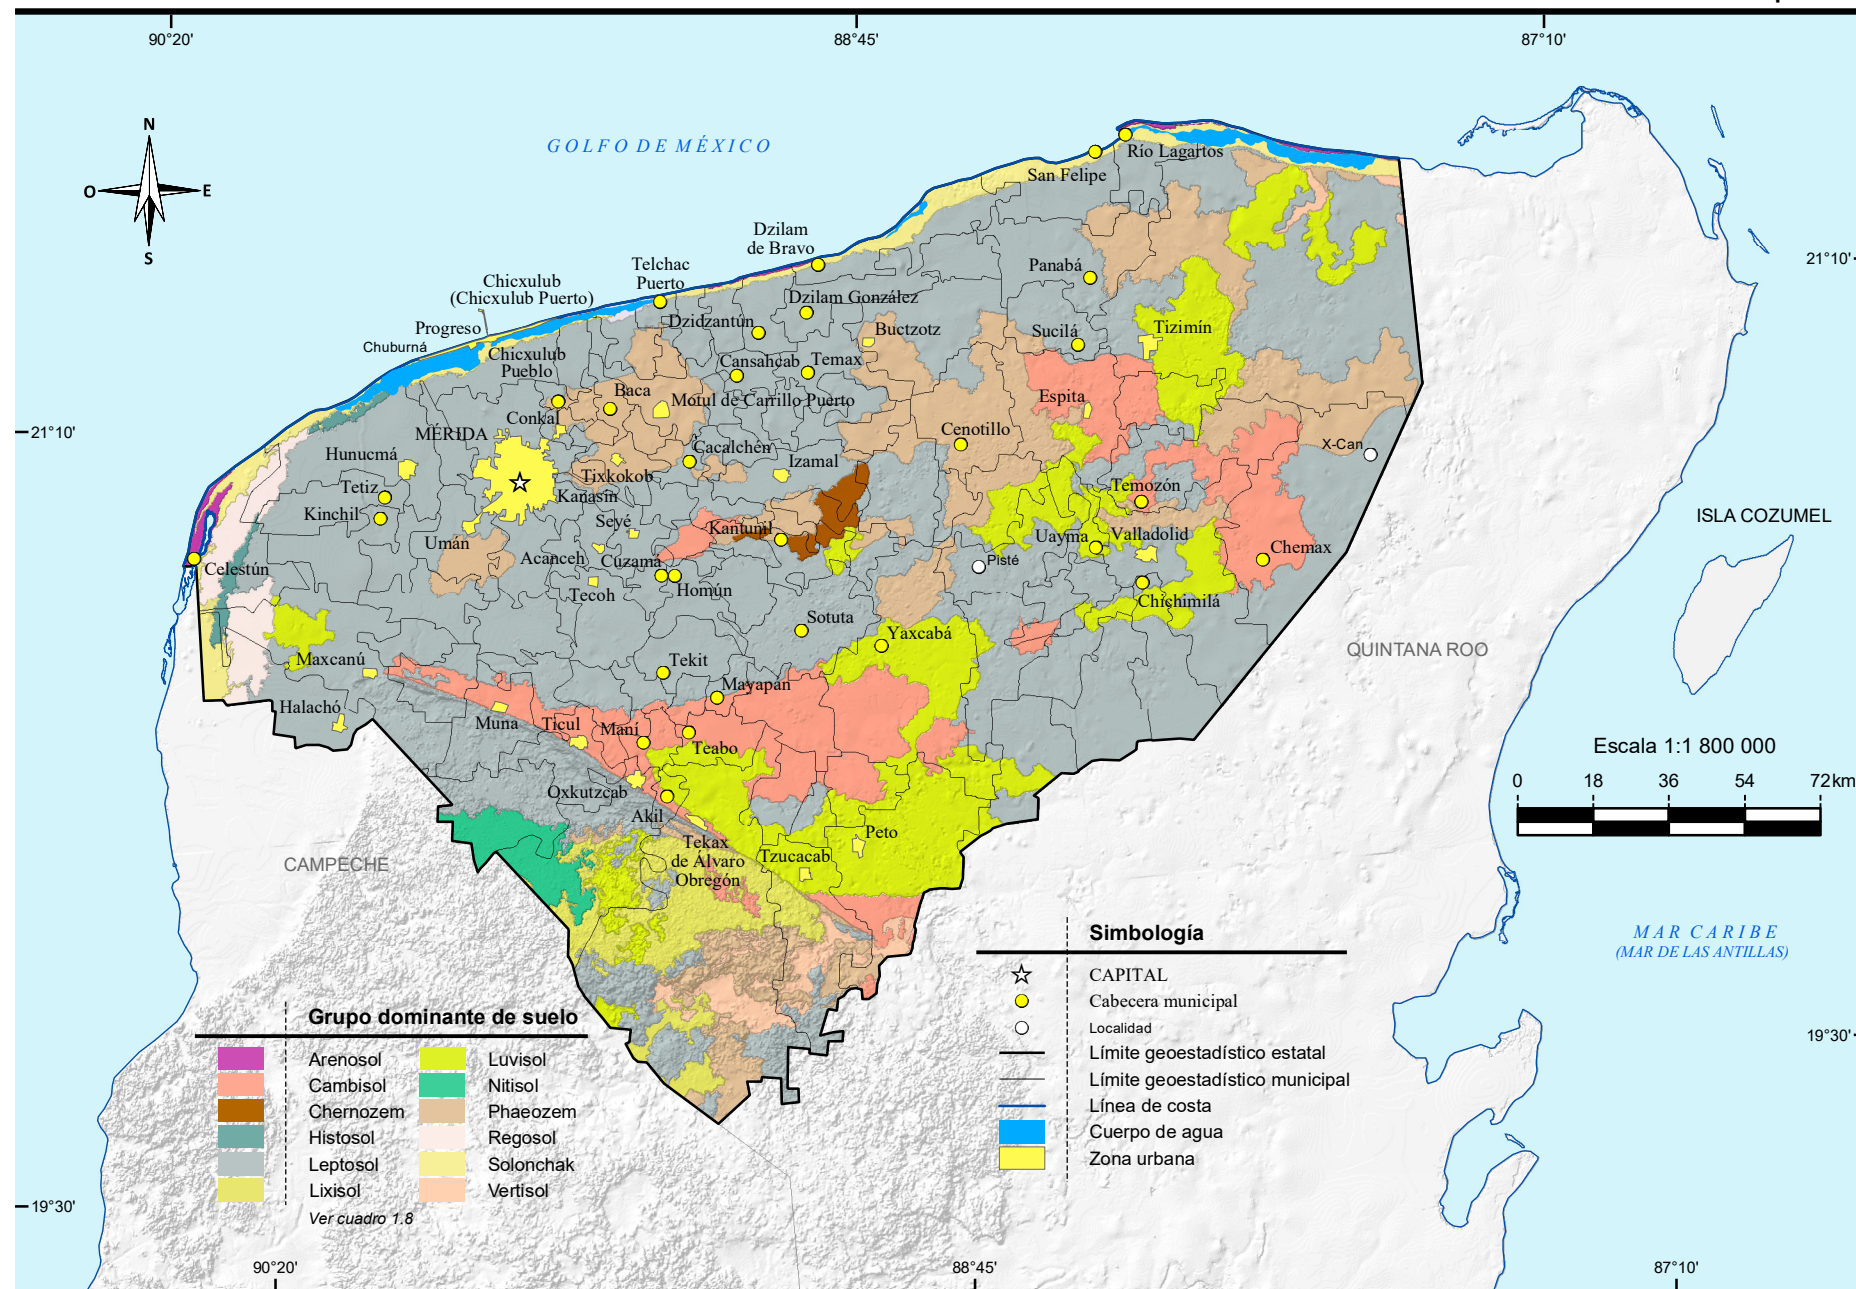 90°20'
88°45'
87°10'
N
O
E
S
GOLFO DE MÉXICO
Río Lagartos
San Felipe
Dzilam
de Bravo
21°10'
Telchac
Puerto
Panabá
Chicxulub
(Chicxulub Puerto)
Dzilam González
Progreso
Dzidzantún
Buctzotz
Sucilá
Tizimín
Chuburná
Chicxulub
Pueblo
Cansahcab
Temax
Baca
Motul de Carrillo Puerto
Espita
Conkal
21°10'
MÉRIDA
Cenotillo
X-Can
Hunucmá
Cacalchén
Izamal
Tixkokob
Tetiz
Kanasín
Temozón
Kinchil
Seyé
Kantunil
ISLA COZUMEL
Umán
Acanceh
Cuzamá
Uayma
Valladolid
Chemax
Celestún
Pisté
Tecoh
Homún
Chichimilá
Sotuta
Yaxcabá
QUINTANA ROO
Maxcanú
Tekit
Mayapán
Halachó
Muna
Ticul
Maní
Teabo
Escala 1:1 800 000
0 18 36 54 72km
Oxkutzcab
Akil
Peto
Tekax
de Álvaro
Obregón
Tzucacab
CAMPECHE
MAR CARIBE
(MAR DE LAS ANTILLAS)
Simbología
CAPITAL
Cabecera municipal
Localidad
Límite geoestadístico estatal
Límite geoestadístico municipal
Línea de costa
Cuerpo de agua
Zona urbana
19°30'
Grupo dominante de suelo
Arenosol
Luvisol
Cambisol
Nitisol
Chernozem
Phaeozem
Histosol
Regosol
Leptosol
Solonchak
Lixisol
Vertisol
Ver cuadro 1.8
19°30'
90°20'
88°45'
87°10'